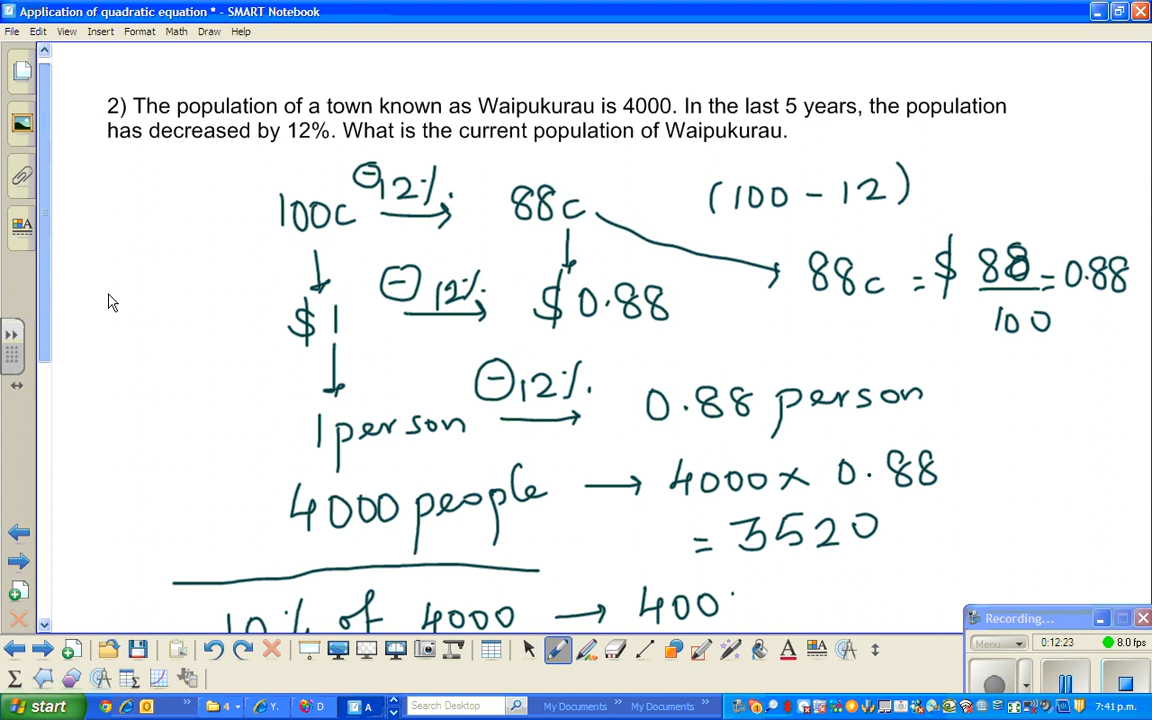 Application of quadratic equation * - SMART Notebook
File Edit View Insert Format Math Draw Help
2) The population of a town known as Waipukurau is 4000. In the last 5 years, the population
has decreased by 12%. What is the current population of Waipukurau.
100c ⊖12% → 88c (100 - 12)
88c = $ 88/100 = 0.88
$1 ⊖12% → $0.88
1 person ⊖12% → 0.88 person
4000 people → 4000 x 0.88
= 3520
10% of 4000 → 400
Recording...
Menu 0:12:23 8.0 fps
start 4 Y. D A Search Desktop My Documents My Documents 7:41 p.m.